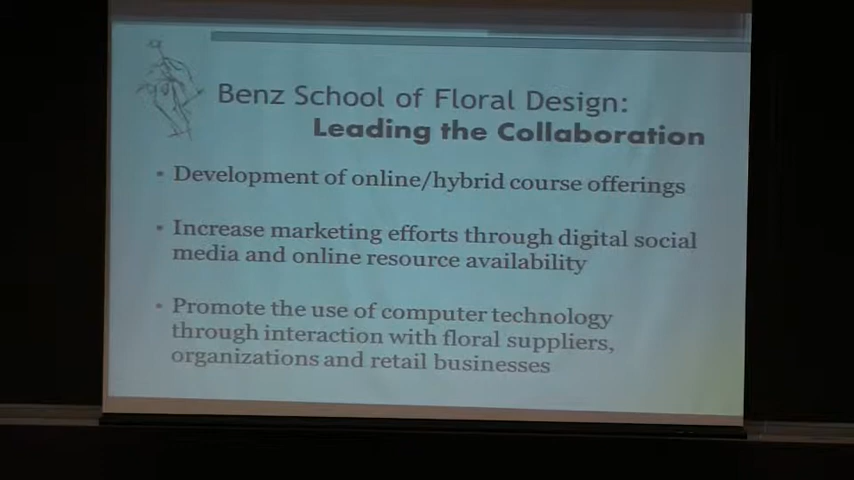 Benz School of Floral Design:
Leading the Collaboration
• Development of online/hybrid course offerings
• Increase marketing efforts through digital social
media and online resource availability
• Promote the use of computer technology
through interaction with floral suppliers,
organizations and retail businesses